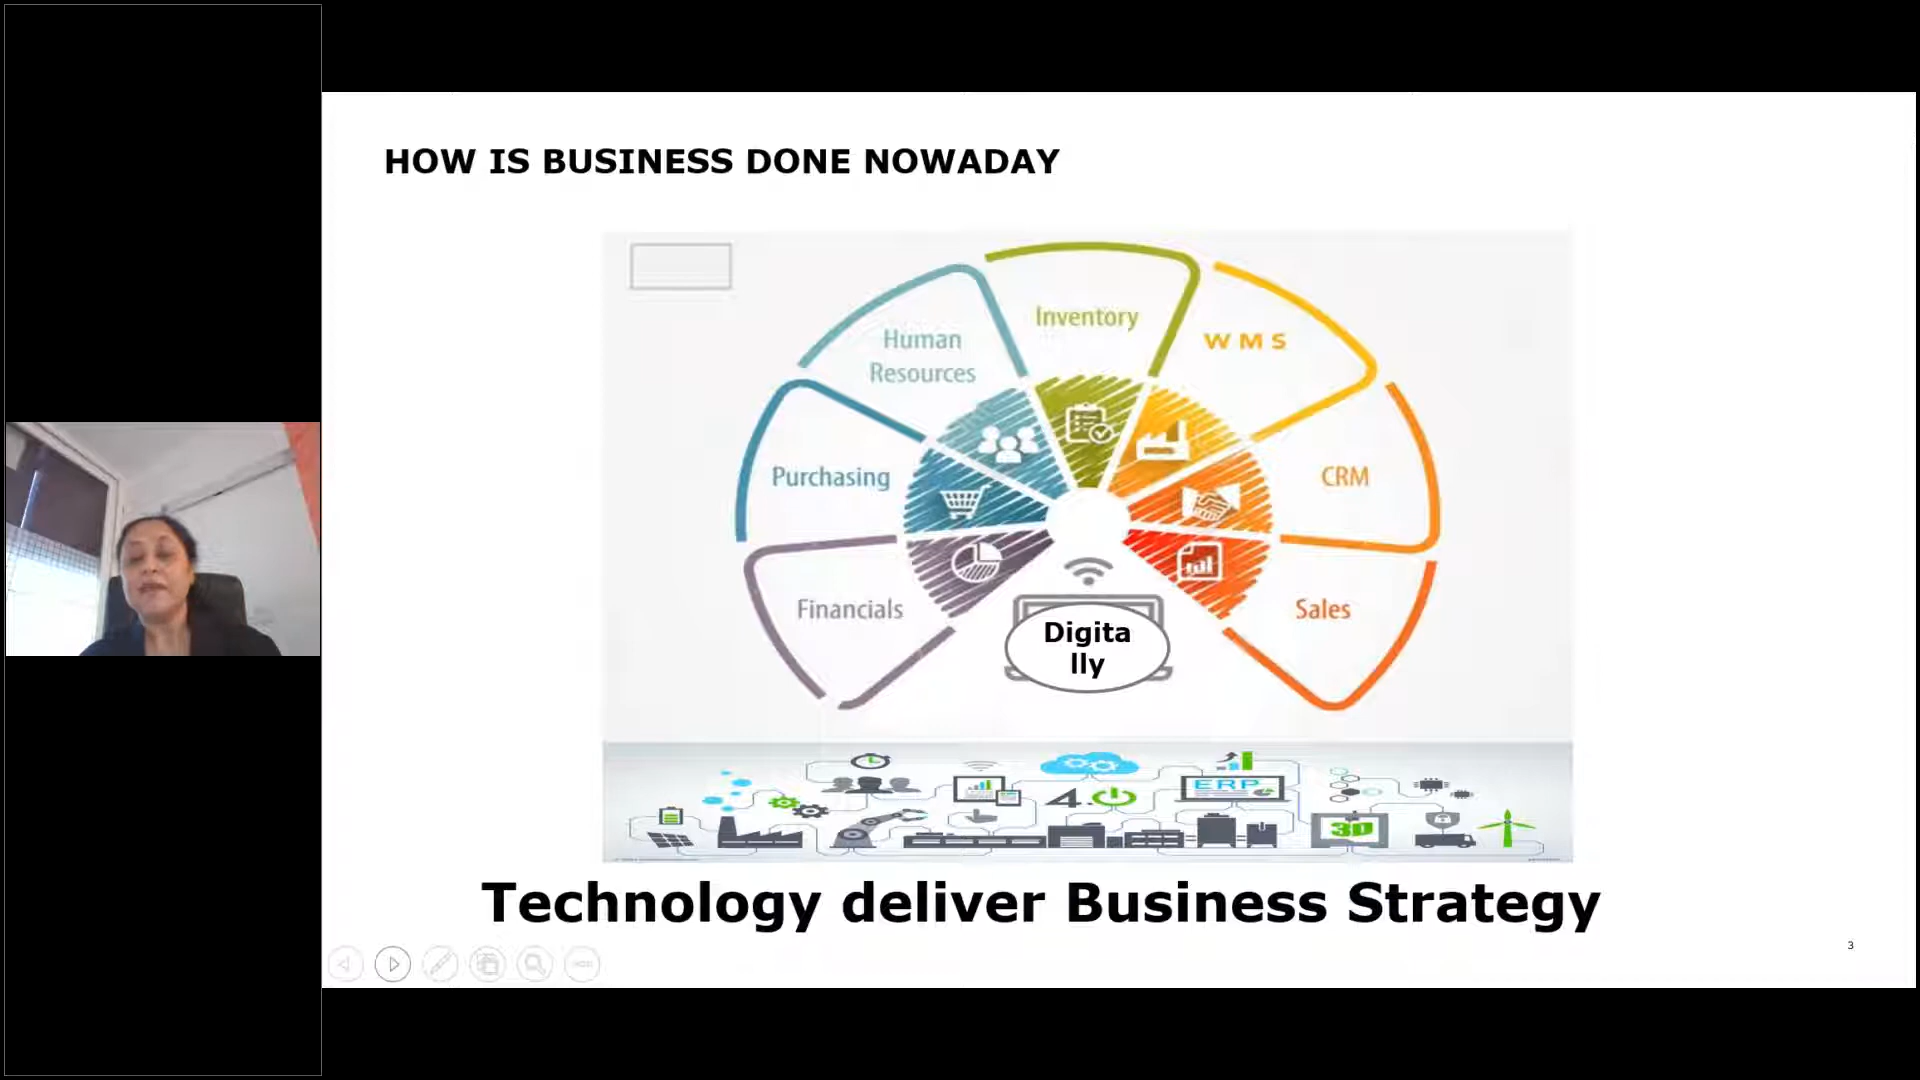 HOW IS BUSINESS DONE NOWADAY
Inventory
Human
Resources
W M S
Purchasing
CRM
Financials
Sales
Digita
lly
4.
ERP
3D
Technology deliver Business Strategy
3